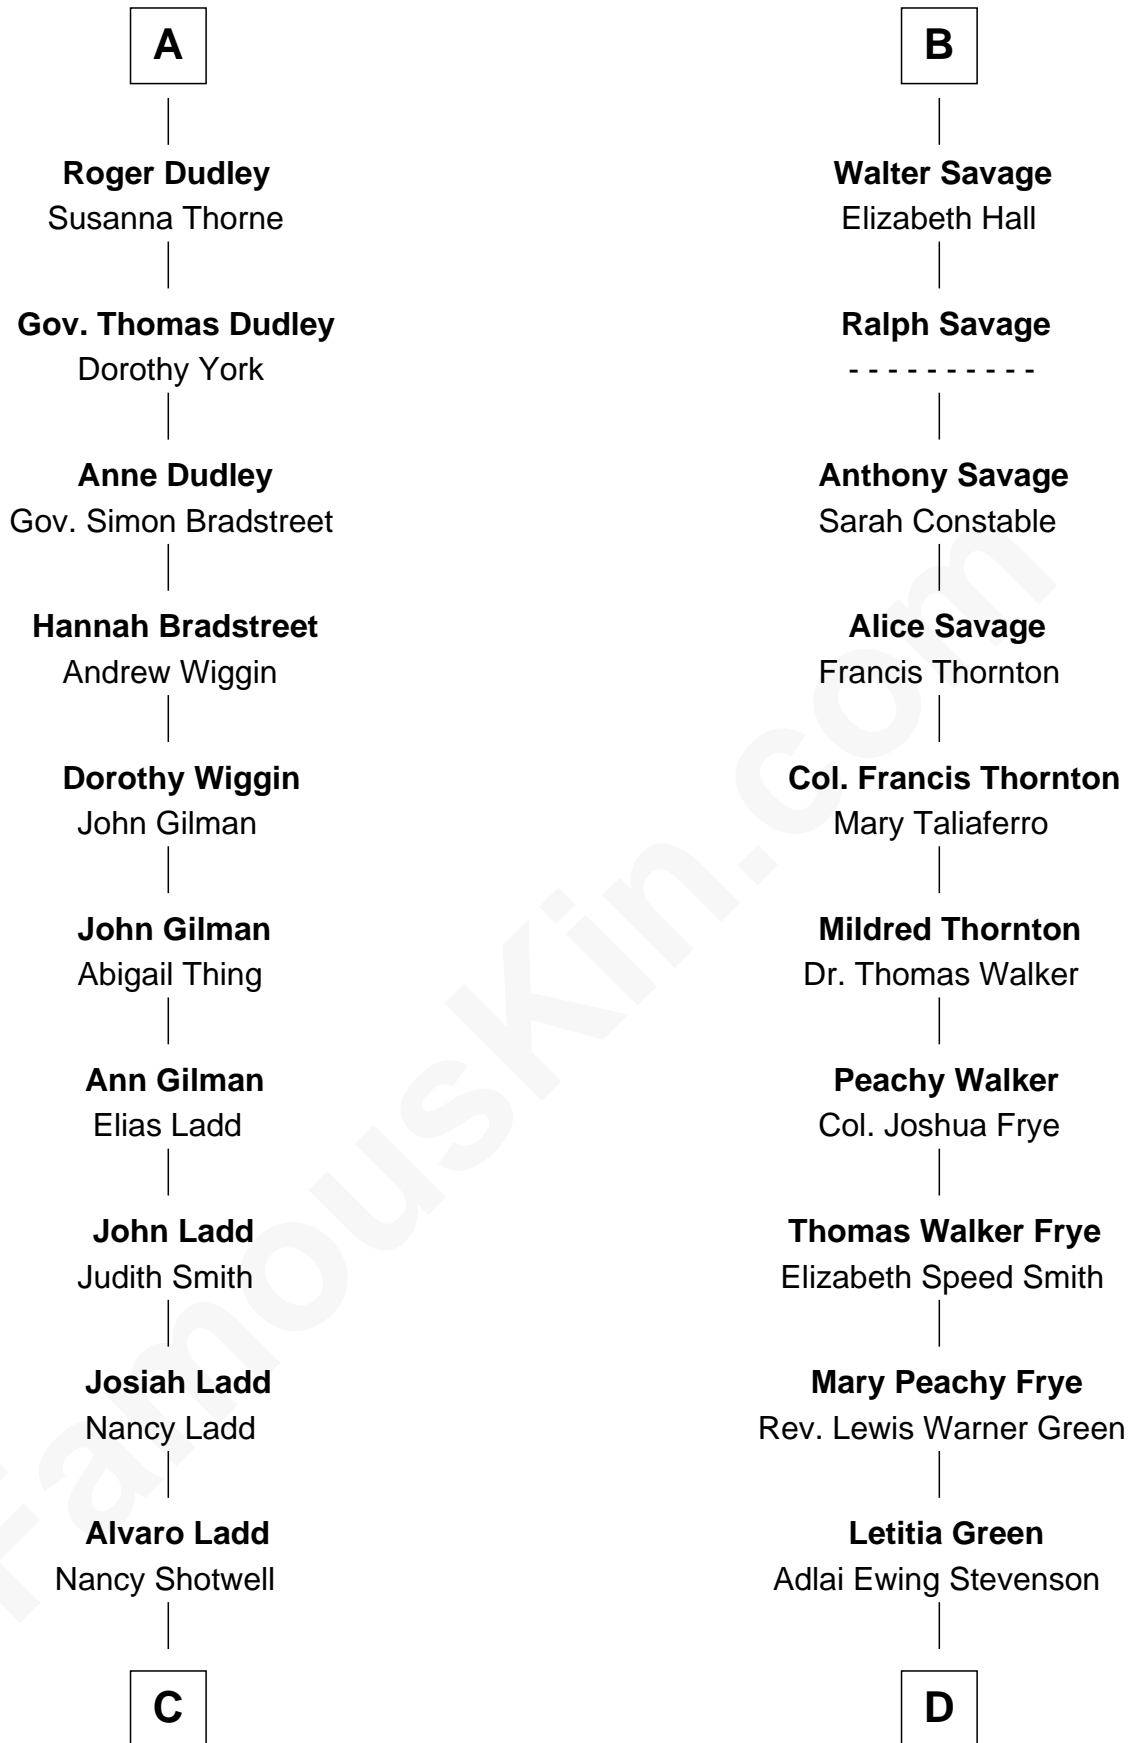 A
Roger Dudley
Susanna Thorne
Gov. Thomas Dudley
Dorothy York
Anne Dudley
Gov. Simon Bradstreet
Hannah Bradstreet
Andrew Wiggin
Dorothy Wiggin
John Gilman
John Gilman
Abigail Thing
Ann Gilman
Elias Ladd
John Ladd
Judith Smith
Josiah Ladd
Nancy Ladd
Alvaro Ladd
Nancy Shotwell
C
B
Walter Savage
Elizabeth Hall
Ralph Savage
- - - - - - - - - -
Anthony Savage
Sarah Constable
Alice Savage
Francis Thornton
Col. Francis Thornton
Mary Taliaferro
Mildred Thornton
Dr. Thomas Walker
Peachy Walker
Col. Joshua Frye
Thomas Walker Frye
Elizabeth Speed Smith
Mary Peachy Frye
Rev. Lewis Warner Green
Letitia Green
Adlai Ewing Stevenson
D
FamousKin.com